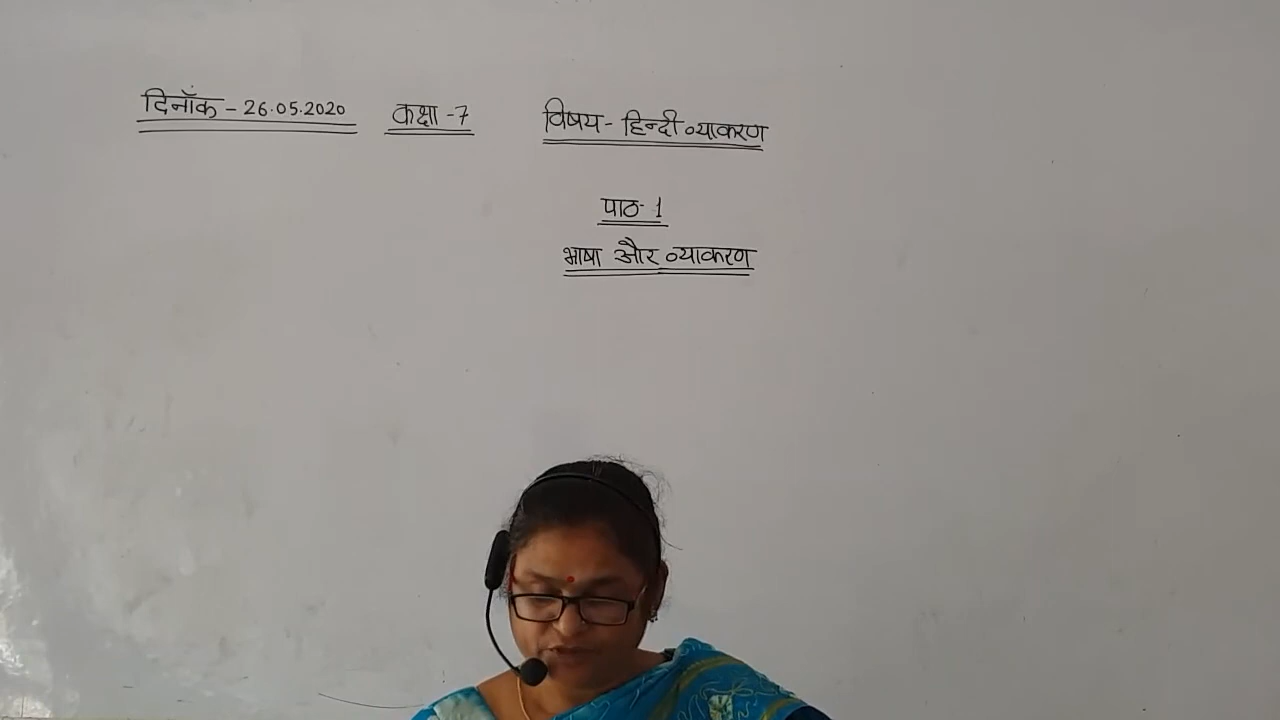 दिनाँक - 26.05.2020 कक्षा -7 विषय - हिन्दी व्याकरण
पाठ- 1
भाषा और व्याकरण